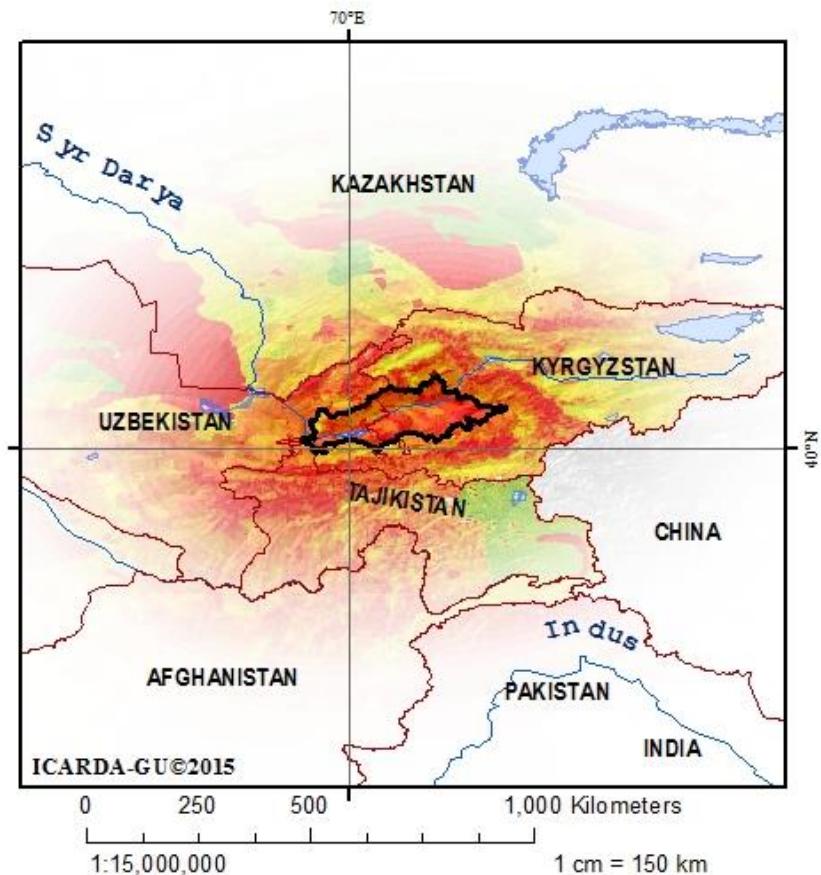 70°E
Syr Darya
KAZAKHSTAN
KYRGYZSTAN
UZBEKISTAN
40°N
TAJIKISTAN
CHINA
Indus
AFGHANISTAN
PAKISTAN
INDIA
ICARDA-GU©2015
0 250 500 1,000 Kilometers
1:15,000,000 1 cm = 150 km